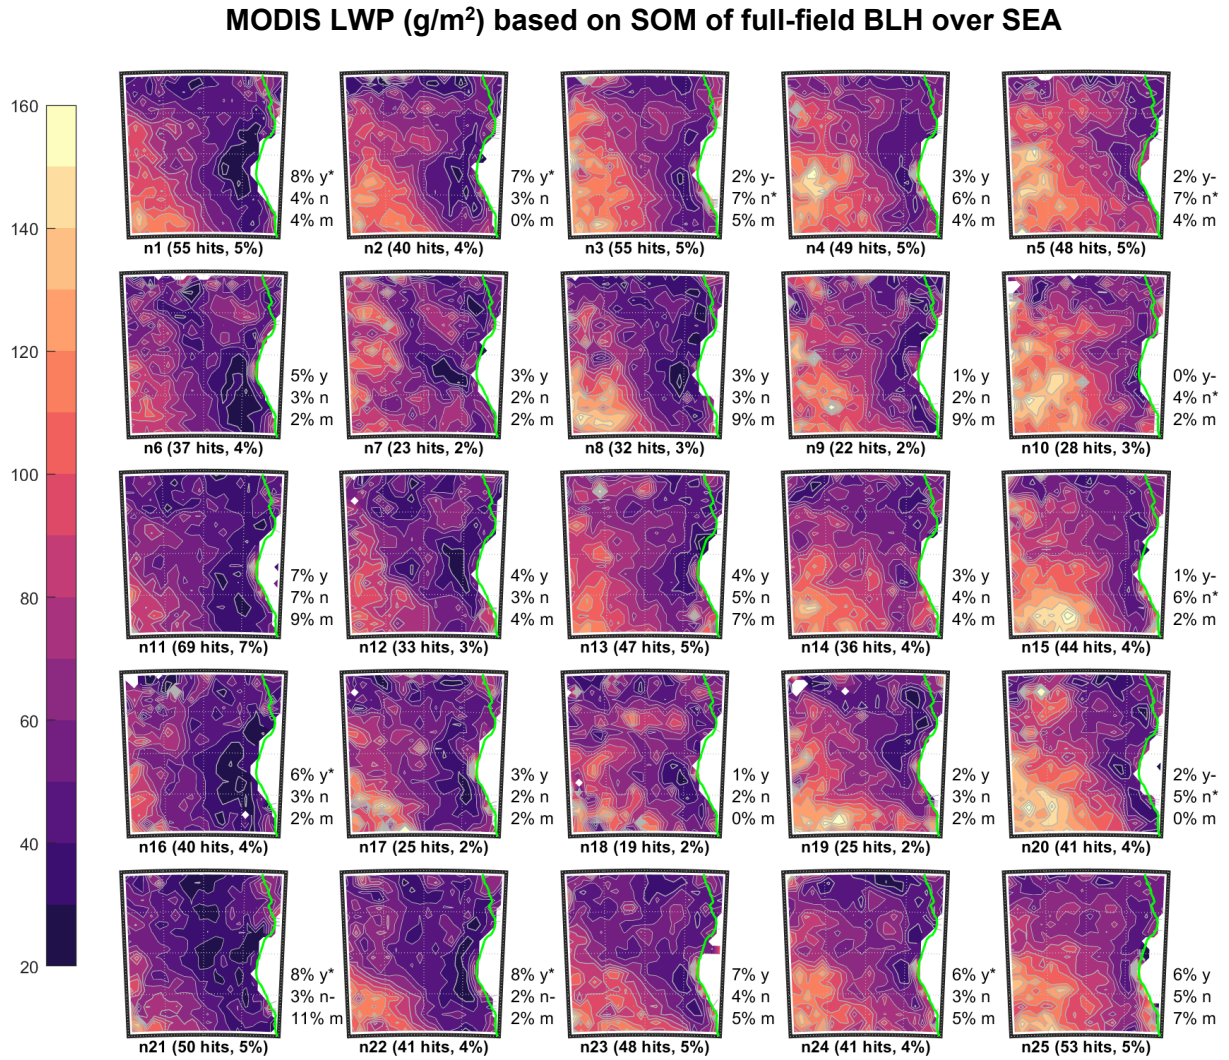 MODIS LWP (g/m²) based on SOM of full-field BLH over SEA
160
140
120
100
80
60
40
20
8% y*
4% n
4% m
n1 (55 hits, 5%)
7% y*
3% n
0% m
n2 (40 hits, 4%)
2% y-
7% n*
5% m
n3 (55 hits, 5%)
3% y
6% n
4% m
n4 (49 hits, 5%)
2% y-
7% n*
4% m
n5 (48 hits, 5%)
5% y
3% n
2% m
n6 (37 hits, 4%)
3% y
2% n
2% m
n7 (23 hits, 2%)
3% y
3% n
9% m
n8 (32 hits, 3%)
1% y
2% n
9% m
n9 (22 hits, 2%)
0% y-
4% n*
2% m
n10 (28 hits, 3%)
7% y
7% n
9% m
n11 (69 hits, 7%)
4% y
3% n
4% m
n12 (33 hits, 3%)
4% y
5% n
7% m
n13 (47 hits, 5%)
3% y
4% n
4% m
n14 (36 hits, 4%)
1% y-
6% n*
2% m
n15 (44 hits, 4%)
6% y*
3% n
2% m
n16 (40 hits, 4%)
3% y
2% n
2% m
n17 (25 hits, 2%)
1% y
2% n
0% m
n18 (19 hits, 2%)
2% y
3% n
2% m
n19 (25 hits, 2%)
2% y-
5% n*
0% m
n20 (41 hits, 4%)
8% y*
3% n-
11% m
n21 (50 hits, 5%)
8% y*
2% n-
2% m
n22 (41 hits, 4%)
7% y
4% n
5% m
n23 (48 hits, 5%)
6% y*
3% n
5% m
n24 (41 hits, 4%)
6% y
5% n
7% m
n25 (53 hits, 5%)